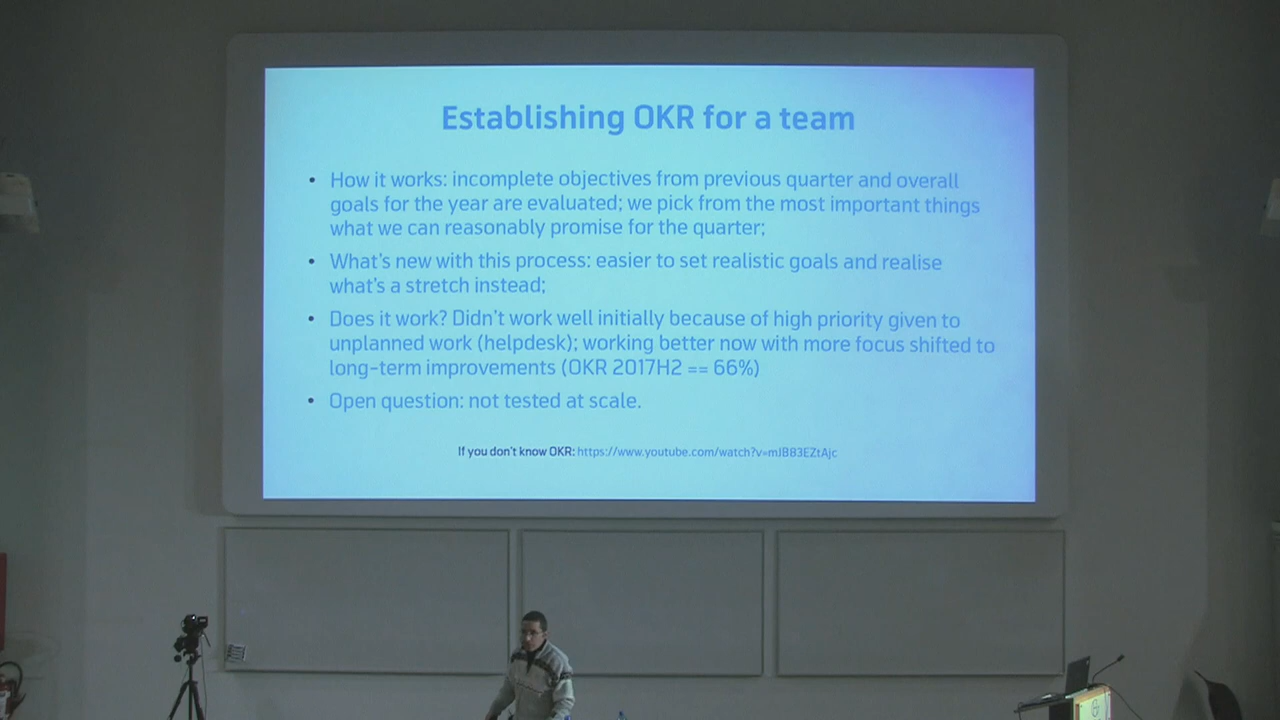 Establishing OKR for a team
• How it works: incomplete objectives from previous quarter and overall
goals for the year are evaluated; we pick from the most important things
what we can reasonably promise for the quarter;
• What's new with this process: easier to set realistic goals and realise
what's a stretch instead;
• Does it work? Didn't work well initially because of high priority given to
unplanned work (helpdesk); working better now with more focus shifted to
long-term improvements (OKR 2017H2 == 66%)
• Open question: not tested at scale.
If you don't know OKR: https://www.youtube.com/watch?v=mJB83EZtAjc